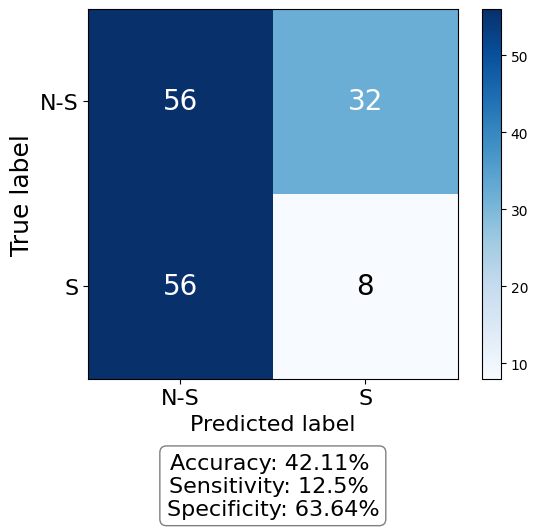 True label
N-S
56
32
S
56
8
N-S
S
Predicted label
50
40
30
20
10
Accuracy: 42.11%
Sensitivity: 12.5%
Specificity: 63.64%